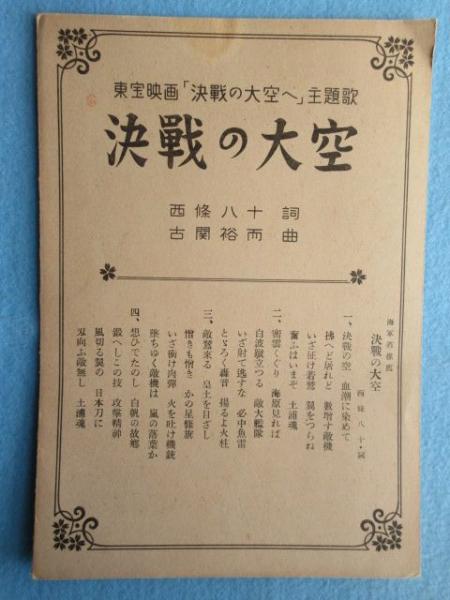 東宝映画「決戦の大空へ」主題歌
決戦の大空
西條八十 詞
古関裕而 曲
海軍省推薦
決戦の大空
西條八十・詞
一、決戦の空 血潮に染めて
拂へど屠れど 数増す敵機
いざ征け若鷲 翼をつらね
奮ふはいまぞ 土浦魂
二、密雲くぐり 海原見れば
白波蹴立つる 敵大艦隊
いざ射て逃すな 必中魚雷
とゞろく轟音 揚るよ火柱
三、敵鷲來る 皇土を目ざし
憎きも憎き かの星條旗
いざ衝け肉彈 火を吐け機銃
墜ちゆく敵機は 嵐の落葉か
四、想ひでたのし 白帆の故郷
鍛へしこの技 攻撃精神
風切る翼の 日本刀に
刃向ふ敵無し 土浦魂